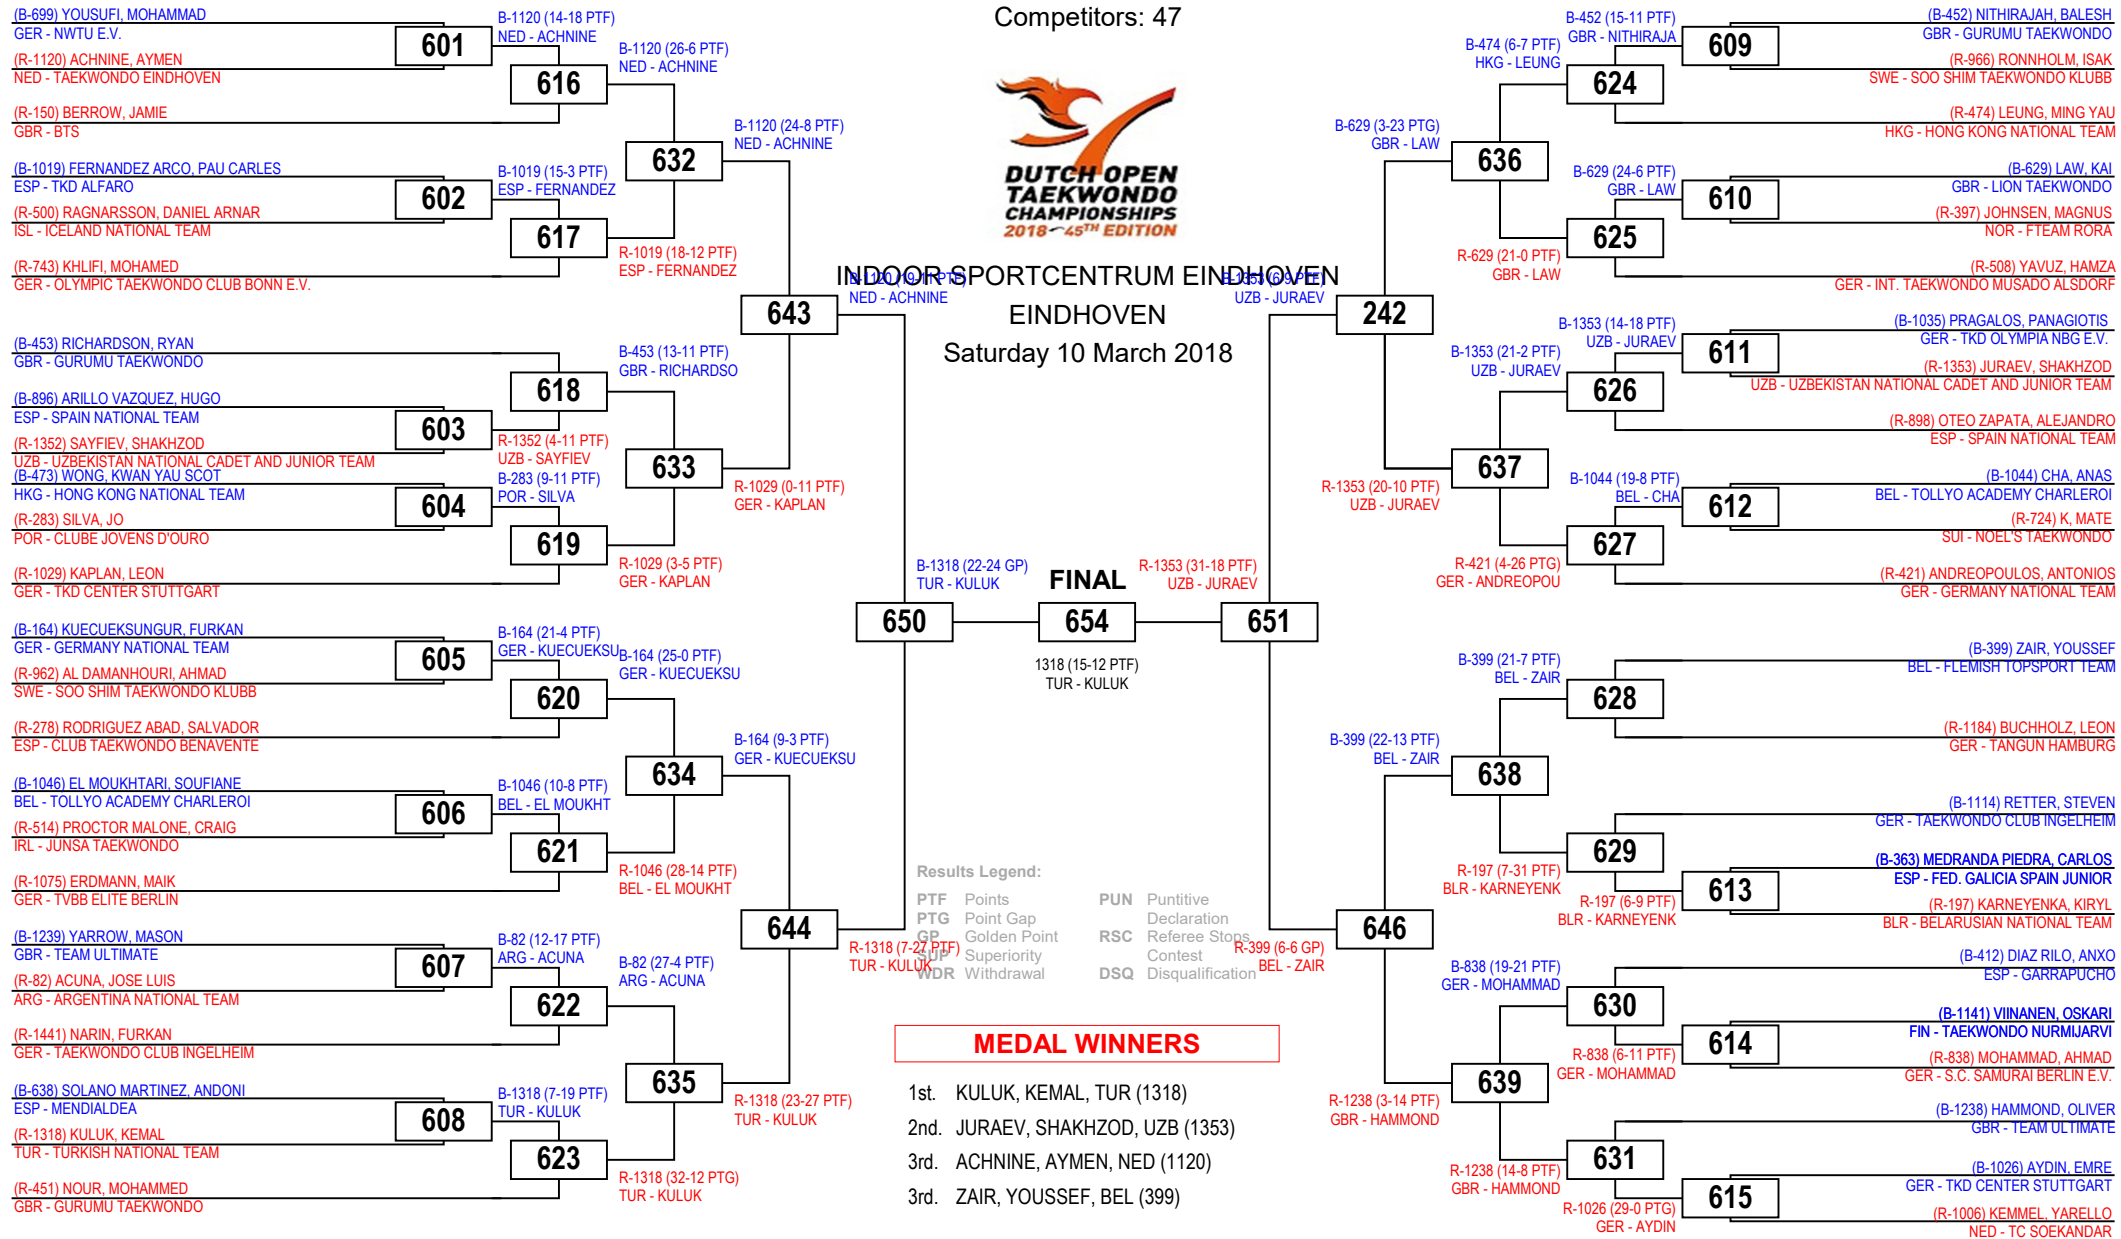 Competitors: 47
DUTCH OPEN
TAEKWONDO
CHAMPIONSHIPS
2018 - 45TH EDITION
INDOOR SPORTCENTRUM EINDHOVEN
EINDHOVEN
Saturday 10 March 2018
(B-699) YOUSUFI, MOHAMMAD
GER - NWTU E.V.
(R-1120) ACHNINE, AYMEN
NED - TAEKWONDO EINDHOVEN
(R-150) BERROW, JAMIE
GBR - BTS
(B-1019) FERNANDEZ ARCO, PAU CARLES
ESP - TKD ALFARO
(R-500) RAGNARSSON, DANIEL ARNAR
ISL - ICELAND NATIONAL TEAM
(R-743) KHLIFI, MOHAMED
GER - OLYMPIC TAEKWONDO CLUB BONN E.V.
(B-453) RICHARDSON, RYAN
GBR - GURUMU TAEKWONDO
(B-896) ARILLO VAZQUEZ, HUGO
ESP - SPAIN NATIONAL TEAM
(R-1352) SAYFIEV, SHAKHZOD
UZB - UZBEKISTAN NATIONAL CADET AND JUNIOR TEAM
(B-473) WONG, KWAN YAU SCOT
HKG - HONG KONG NATIONAL TEAM
(R-283) SILVA, JO
POR - CLUBE JOVENS D'OURO
(R-1029) KAPLAN, LEON
GER - TKD CENTER STUTTGART
(B-164) KUECUEKSUNGUR, FURKAN
GER - GERMANY NATIONAL TEAM
(R-962) AL DAMANHOURI, AHMAD
SWE - SOO SHIM TAEKWONDO KLUBB
(R-278) RODRIGUEZ ABAD, SALVADOR
ESP - CLUB TAEKWONDO BENAVENTE
(B-1046) EL MOUKHTARI, SOUFIANE
BEL - TOLLYO ACADEMY CHARLEROI
(R-514) PROCTOR MALONE, CRAIG
IRL - JUNSA TAEKWONDO
(R-1075) ERDMANN, MAIK
GER - TVBB ELITE BERLIN
(B-1239) YARROW, MASON
GBR - TEAM ULTIMATE
(R-82) ACUNA, JOSE LUIS
ARG - ARGENTINA NATIONAL TEAM
(R-1441) NARIN, FURKAN
GER - TAEKWONDO CLUB INGELHEIM
(B-638) SOLANO MARTINEZ, ANDONI
ESP - MENDIALDEA
(R-1318) KULUK, KEMAL
TUR - TURKISH NATIONAL TEAM
(R-451) NOUR, MOHAMMED
GBR - GURUMU TAEKWONDO
601
602
603
604
605
606
607
608
B-1120 (14-18 PTF)
NED - ACHNINE
B-1019 (15-3 PTF)
ESP - FERNANDEZ
R-1352 (4-11 PTF)
UZB - SAYFIEV
B-283 (9-11 PTF)
POR - SILVA
B-164 (21-4 PTF)
GER - KUECUEKSU
B-1046 (10-8 PTF)
BEL - EL MOUKHT
B-82 (12-17 PTF)
ARG - ACUNA
B-1318 (7-19 PTF)
TUR - KULUK
616
617
618
619
620
621
622
623
B-1120 (26-6 PTF)
NED - ACHNINE
R-1019 (18-12 PTF)
ESP - FERNANDEZ
B-453 (13-11 PTF)
GBR - RICHARDSO
R-1029 (3-5 PTF)
GER - KAPLAN
B-164 (25-0 PTF)
GER - KUECUEKSU
R-1046 (28-14 PTF)
BEL - EL MOUKHT
B-82 (27-4 PTF)
ARG - ACUNA
R-1318 (32-12 PTG)
TUR - KULUK
632
633
634
635
B-1120 (24-8 PTF)
NED - ACHNINE
R-1029 (0-11 PTF)
GER - KAPLAN
B-164 (9-3 PTF)
GER - KUECUEKSU
R-1318 (23-27 PTF)
TUR - KULUK
643
644
B-1120 (19-11 PTF)
NED - ACHNINE
R-1318 (7-27 PTF)
TUR - KULUK
650
B-1318 (22-24 GP)
TUR - KULUK
FINAL
654
1318 (15-12 PTF)
TUR - KULUK
R-1353 (31-18 PTF)
UZB - JURAEV
651
B-1353 (6-9 PTF)
UZB - JURAEV
R-399 (6-6 GP)
BEL - ZAIR
242
646
B-629 (3-23 PTG)
GBR - LAW
R-1353 (20-10 PTF)
UZB - JURAEV
B-399 (22-13 PTF)
BEL - ZAIR
R-1238 (3-14 PTF)
GBR - HAMMOND
636
637
638
639
B-474 (6-7 PTF)
HKG - LEUNG
R-629 (21-0 PTF)
GBR - LAW
B-1353 (21-2 PTF)
UZB - JURAEV
R-421 (4-26 PTG)
GER - ANDREOPOU
B-399 (21-7 PTF)
BEL - ZAIR
R-197 (7-31 PTF)
BLR - KARNEYENK
B-838 (19-21 PTF)
GER - MOHAMMAD
R-1238 (14-8 PTF)
GBR - HAMMOND
624
625
626
627
628
629
630
631
B-452 (15-11 PTF)
GBR - NITHIRAJA
B-629 (24-6 PTF)
GBR - LAW
B-1353 (14-18 PTF)
UZB - JURAEV
B-1044 (19-8 PTF)
BEL - CHA
R-197 (6-9 PTF)
BLR - KARNEYENK
R-838 (6-11 PTF)
GER - MOHAMMAD
R-1026 (29-0 PTG)
GER - AYDIN
609
610
611
612
613
614
615
(B-452) NITHIRAJAH, BALESH
GBR - GURUMU TAEKWONDO
(R-966) RONNHOLM, ISAK
SWE - SOO SHIM TAEKWONDO KLUBB
(R-474) LEUNG, MING YAU
HKG - HONG KONG NATIONAL TEAM
(B-629) LAW, KAI
GBR - LION TAEKWONDO
(R-397) JOHNSEN, MAGNUS
NOR - FTEAM RORA
(R-508) YAVUZ, HAMZA
GER - INT. TAEKWONDO MUSADO ALSDORF
(B-1035) PRAGALOS, PANAGIOTIS
GER - TKD OLYMPIA NBG E.V.
(R-1353) JURAEV, SHAKHZOD
UZB - UZBEKISTAN NATIONAL CADET AND JUNIOR TEAM
(R-898) OTEO ZAPATA, ALEJANDRO
ESP - SPAIN NATIONAL TEAM
(B-1044) CHA, ANAS
BEL - TOLLYO ACADEMY CHARLEROI
(R-724) K, MATE
SUI - NOEL'S TAEKWONDO
(R-421) ANDREOPOULOS, ANTONIOS
GER - GERMANY NATIONAL TEAM
(B-399) ZAIR, YOUSSEF
BEL - FLEMISH TOPSPORT TEAM
(R-1184) BUCHHOLZ, LEON
GER - TANGUN HAMBURG
(B-1114) RETTER, STEVEN
GER - TAEKWONDO CLUB INGELHEIM
(B-363) MEDRANDA PIEDRA, CARLOS
ESP - FED. GALICIA SPAIN JUNIOR
(R-197) KARNEYENKA, KIRYL
BLR - BELARUSIAN NATIONAL TEAM
(B-412) DIAZ RILO, ANXO
ESP - GARRAPUCHO
(B-1141) VIINANEN, OSKARI
FIN - TAEKWONDO NURMIJARVI
(R-838) MOHAMMAD, AHMAD
GER - S.C. SAMURAI BERLIN E.V.
(B-1238) HAMMOND, OLIVER
GBR - TEAM ULTIMATE
(B-1026) AYDIN, EMRE
GER - TKD CENTER STUTTGART
(R-1006) KEMMEL, YARELLO
NED - TC SOEKANDAR
Results Legend:
PTF Points
PTG Point Gap
GP Golden Point
SUP Superiority
WDR Withdrawal
PUN Puntitive
Declaration
RSC Referee Stops
Contest
DSQ Disqualification
MEDAL WINNERS
1st. KULUK, KEMAL, TUR (1318)
2nd. JURAEV, SHAKHZOD, UZB (1353)
3rd. ACHNINE, AYMEN, NED (1120)
3rd. ZAIR, YOUSSEF, BEL (399)